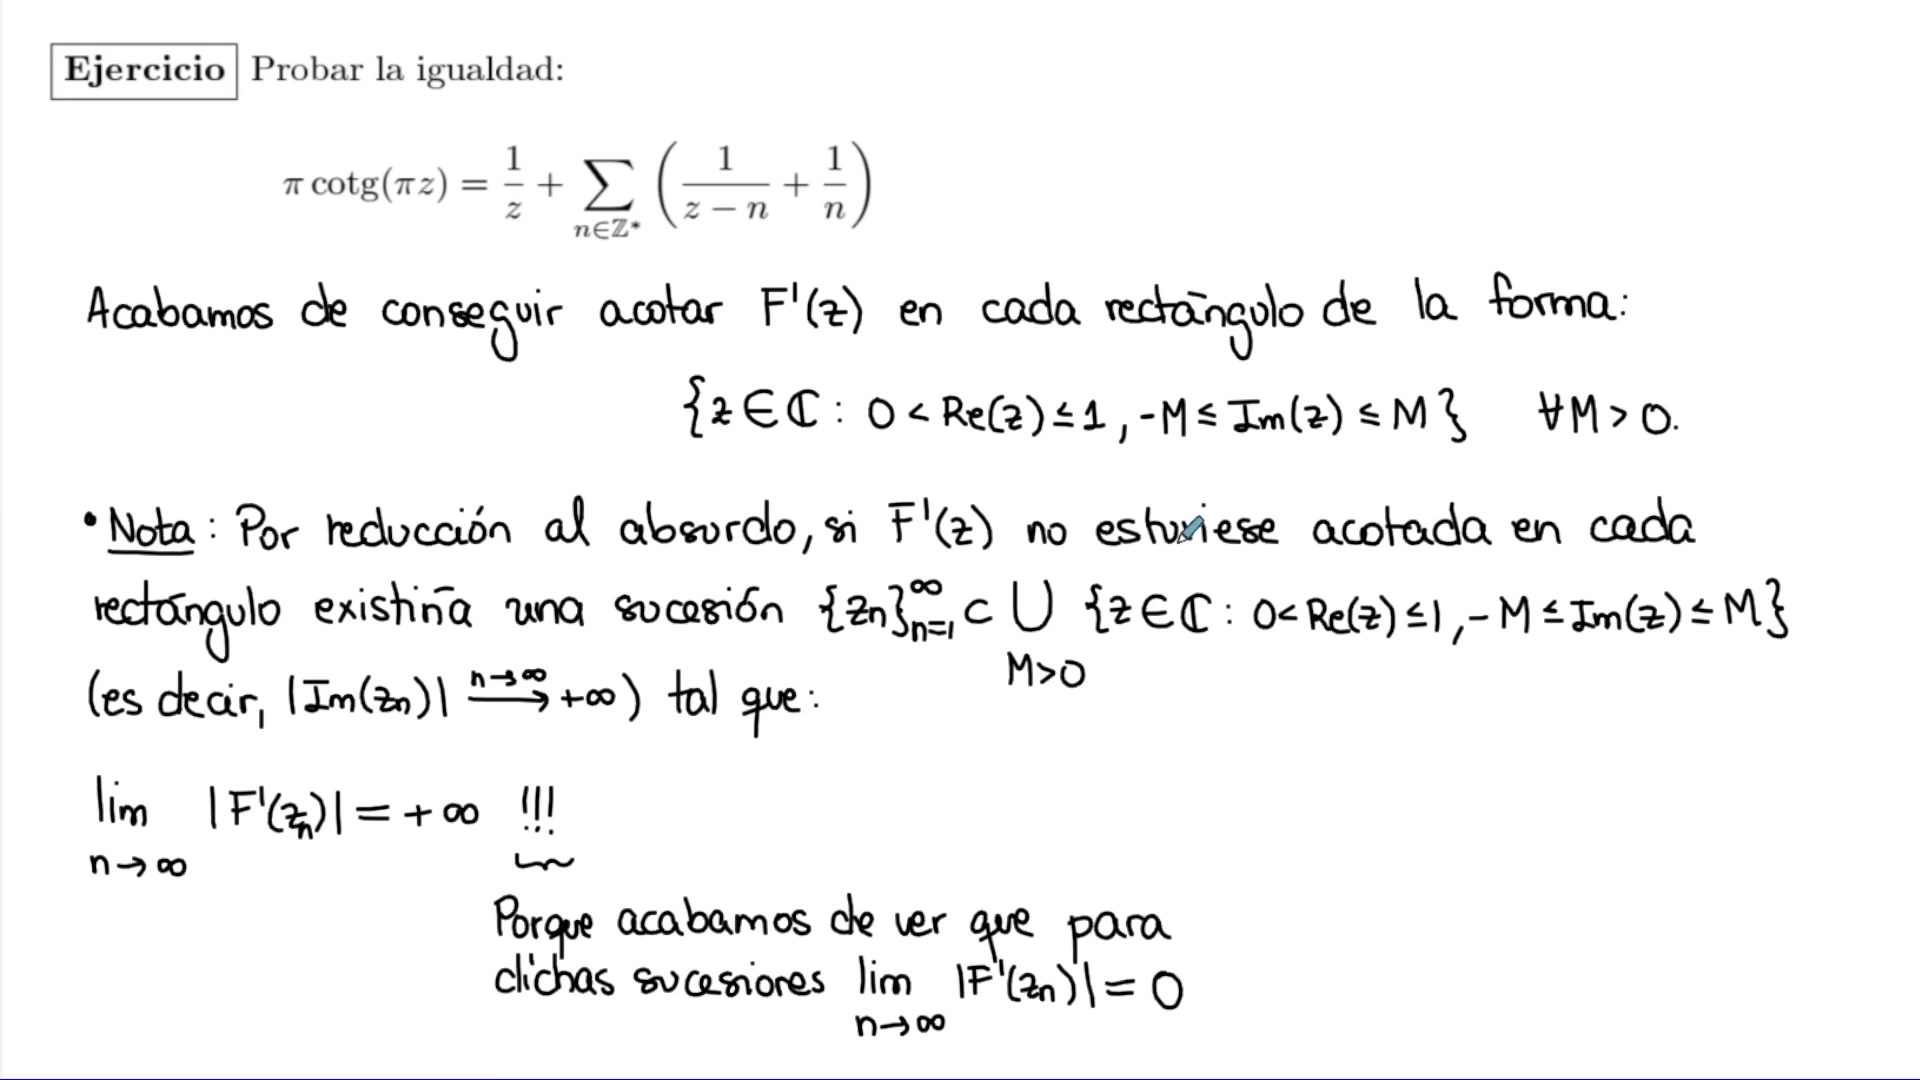 Ejercicio Probar la igualdad:
π cotg(πz) = 1/z + ∑_{n∈ℤ*} ( 1/(z − n) + 1/n )
Acabamos de conseguir acotar F'(z) en cada rectángulo de la forma:
{z ∈ ℂ : 0 < Re(z) ≤ 1, -M ≤ Im(z) ≤ M} ∀M > 0.
• Nota: Por reducción al absurdo, si F'(z) no estuviese acotada en cada
rectángulo existiría una sucesión {zn}_{n=1}^∞ ⊂ ⋃_{M>0} {z ∈ ℂ : 0 < Re(z) ≤ 1, -M ≤ Im(z) ≤ M}
(es decir, |Im(zn)| →^{n→∞} +∞) tal que:
lim_{n→∞} |F'(zn)| = +∞ !!!
Porque acabamos de ver que para
dichas sucesiones lim_{n→∞} |F'(zn)| = 0